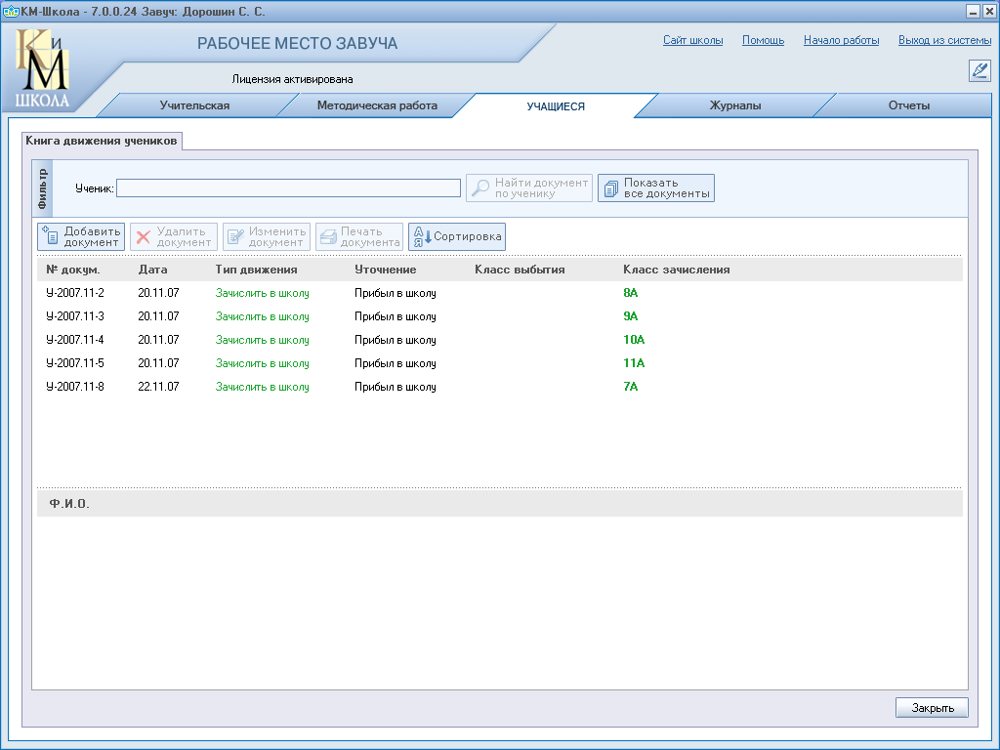 КМ-Школа - 7.0.0.24 Завуч: Дорошин С. С.
К и М ШКОЛА
РАБОЧЕЕ МЕСТО ЗАВУЧА
Сайт школы Помощь Начало работы Выход из системы
Лицензия активирована
Учительская Методическая работа УЧАЩИЕСЯ Журналы Отчеты
Книга движения учеников
Фильтр
Ученик:
Найти документ
по ученику
Показать
все документы
Добавить
документ
Удалить
документ
Изменить
документ
Печать
документа
А
Я
Сортировка
№ докум. Дата Тип движения Уточнение Класс выбытия Класс зачисления
У-2007.11-2 20.11.07 Зачислить в школу Прибыл в школу 8А
У-2007.11-3 20.11.07 Зачислить в школу Прибыл в школу 9А
У-2007.11-4 20.11.07 Зачислить в школу Прибыл в школу 10А
У-2007.11-5 20.11.07 Зачислить в школу Прибыл в школу 11А
У-2007.11-8 22.11.07 Зачислить в школу Прибыл в школу 7А
Ф.И.О.
Закрыть